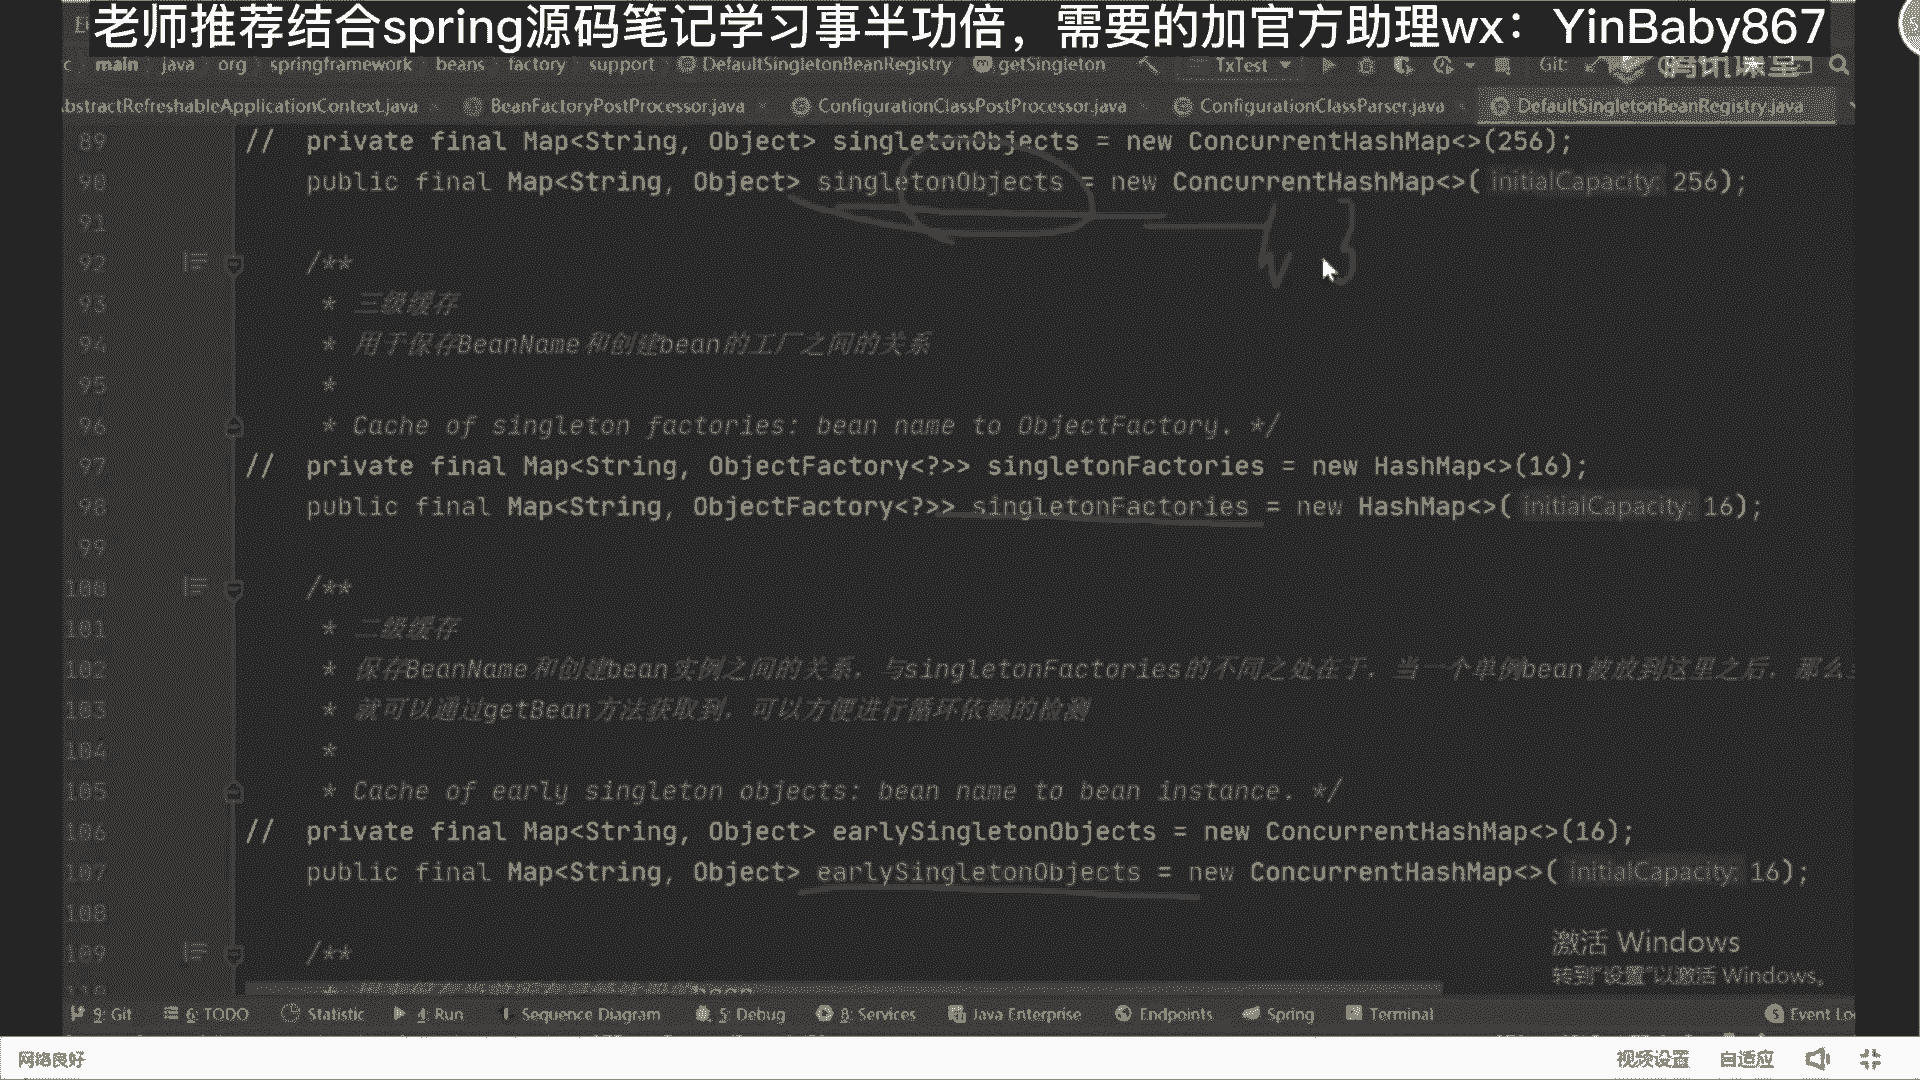 老师推荐结合spring源码笔记学习事半功倍，需要的加官方助理wx：YinBaby867
main java org springframework beans factory support DefaultSingletonBeanRegistry getSingleton TxTest Git: 腾讯课堂
bstractRefreshableApplicationContext.java BeanFactoryPostProcessor.java ConfigurationClassPostProcessor.java ConfigurationClassParser.java DefaultSingletonBeanRegistry.java
89 // private final Map<String, Object> singletonObjects = new ConcurrentHashMap<>(256);
90 public final Map<String, Object> singletonObjects = new ConcurrentHashMap<>( initialCapacity: 256);
91
92 /**
93 * 三级缓存
94 * 用于保存BeanName和创建bean的工厂之间的关系
95 *
96 * Cache of singleton factories: bean name to ObjectFactory. */
97 // private final Map<String, ObjectFactory<?>> singletonFactories = new HashMap<>(16);
98 public final Map<String, ObjectFactory<?>> singletonFactories = new HashMap<>( initialCapacity: 16);
99
100 /**
101 * 二级缓存
102 * 保存BeanName和创建bean实例之间的关系，与singletonFactories的不同之处在于，当一个单例bean被放到这里之后，那么
103 * 就可以通过getBean方法获取到，可以方便进行循环依赖的检测
104 *
105 * Cache of early singleton objects: bean name to bean instance. */
106 // private final Map<String, Object> earlySingletonObjects = new ConcurrentHashMap<>(16);
107 public final Map<String, Object> earlySingletonObjects = new ConcurrentHashMap<>( initialCapacity: 16);
108
109 /**
激活 Windows
转到"设置"以激活 Windows。
9: Git 6: TODO Statistic 4: Run Sequence Diagram 5: Debug 8: Services Java Enterprise Endpoints Spring Terminal 5 Event Lo
网络良好 视频设置 自适应